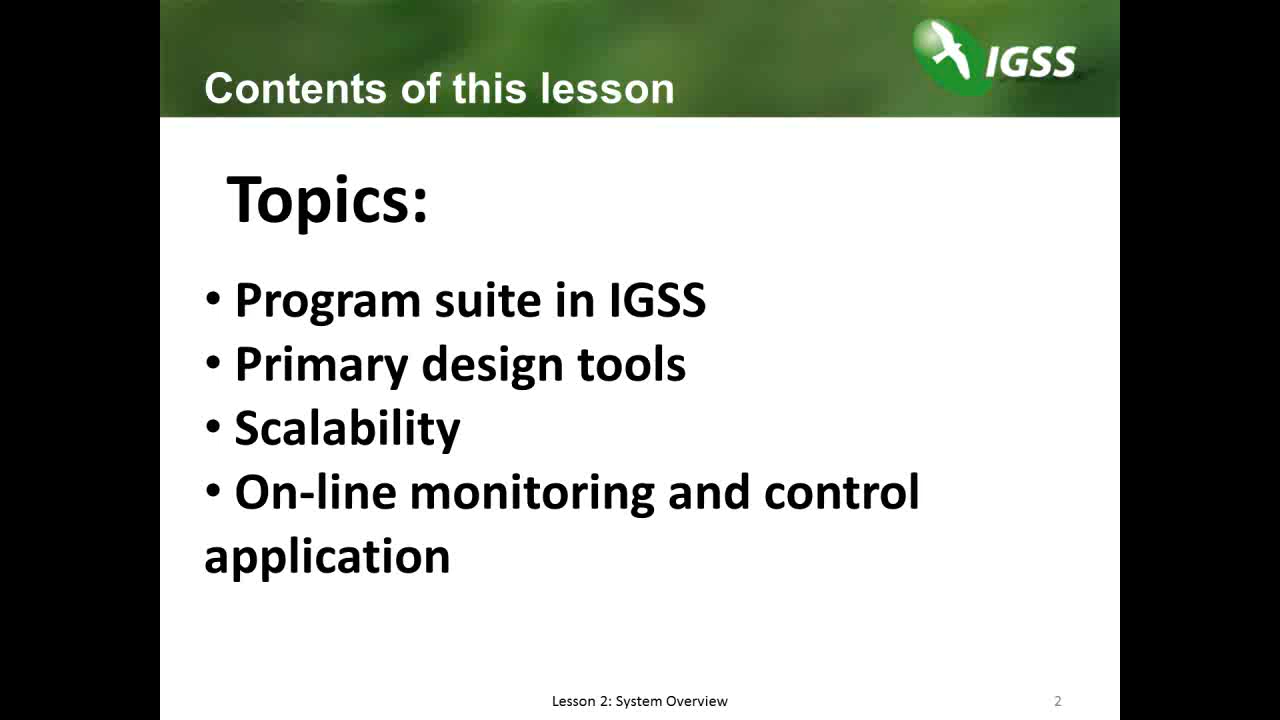 IGSS
Contents of this lesson
Topics:
• Program suite in IGSS
• Primary design tools
• Scalability
• On-line monitoring and control
application
Lesson 2: System Overview
2